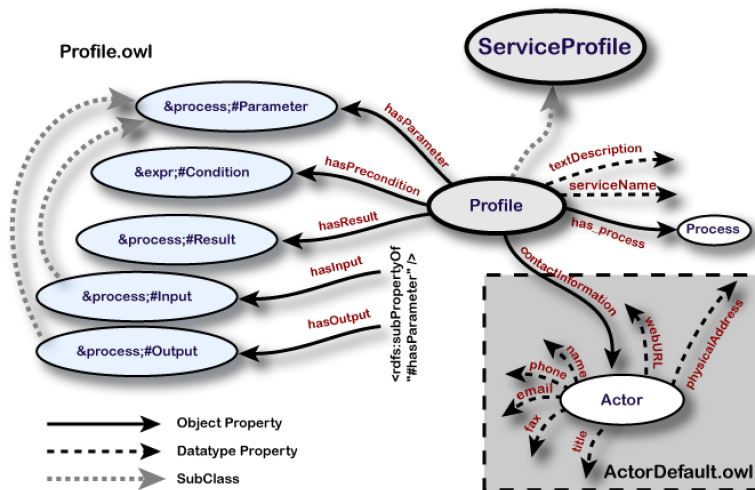 ServiceProfile
Profile.owl
&process;#Parameter
hasParameter
&expr;#Condition
hasPrecondition
textDescription
serviceName
Profile
&process;#Result
hasResult
has_process
Process
hasInput
&process;#Input
contactInformation
<rdfs:subPropertyOf
"#hasParameter" />
hasOutput
&process;#Output
name
webURL
physicalAddress
phone
email
Actor
fax
title
Object Property
Datatype Property
SubClass
ActorDefault.owl